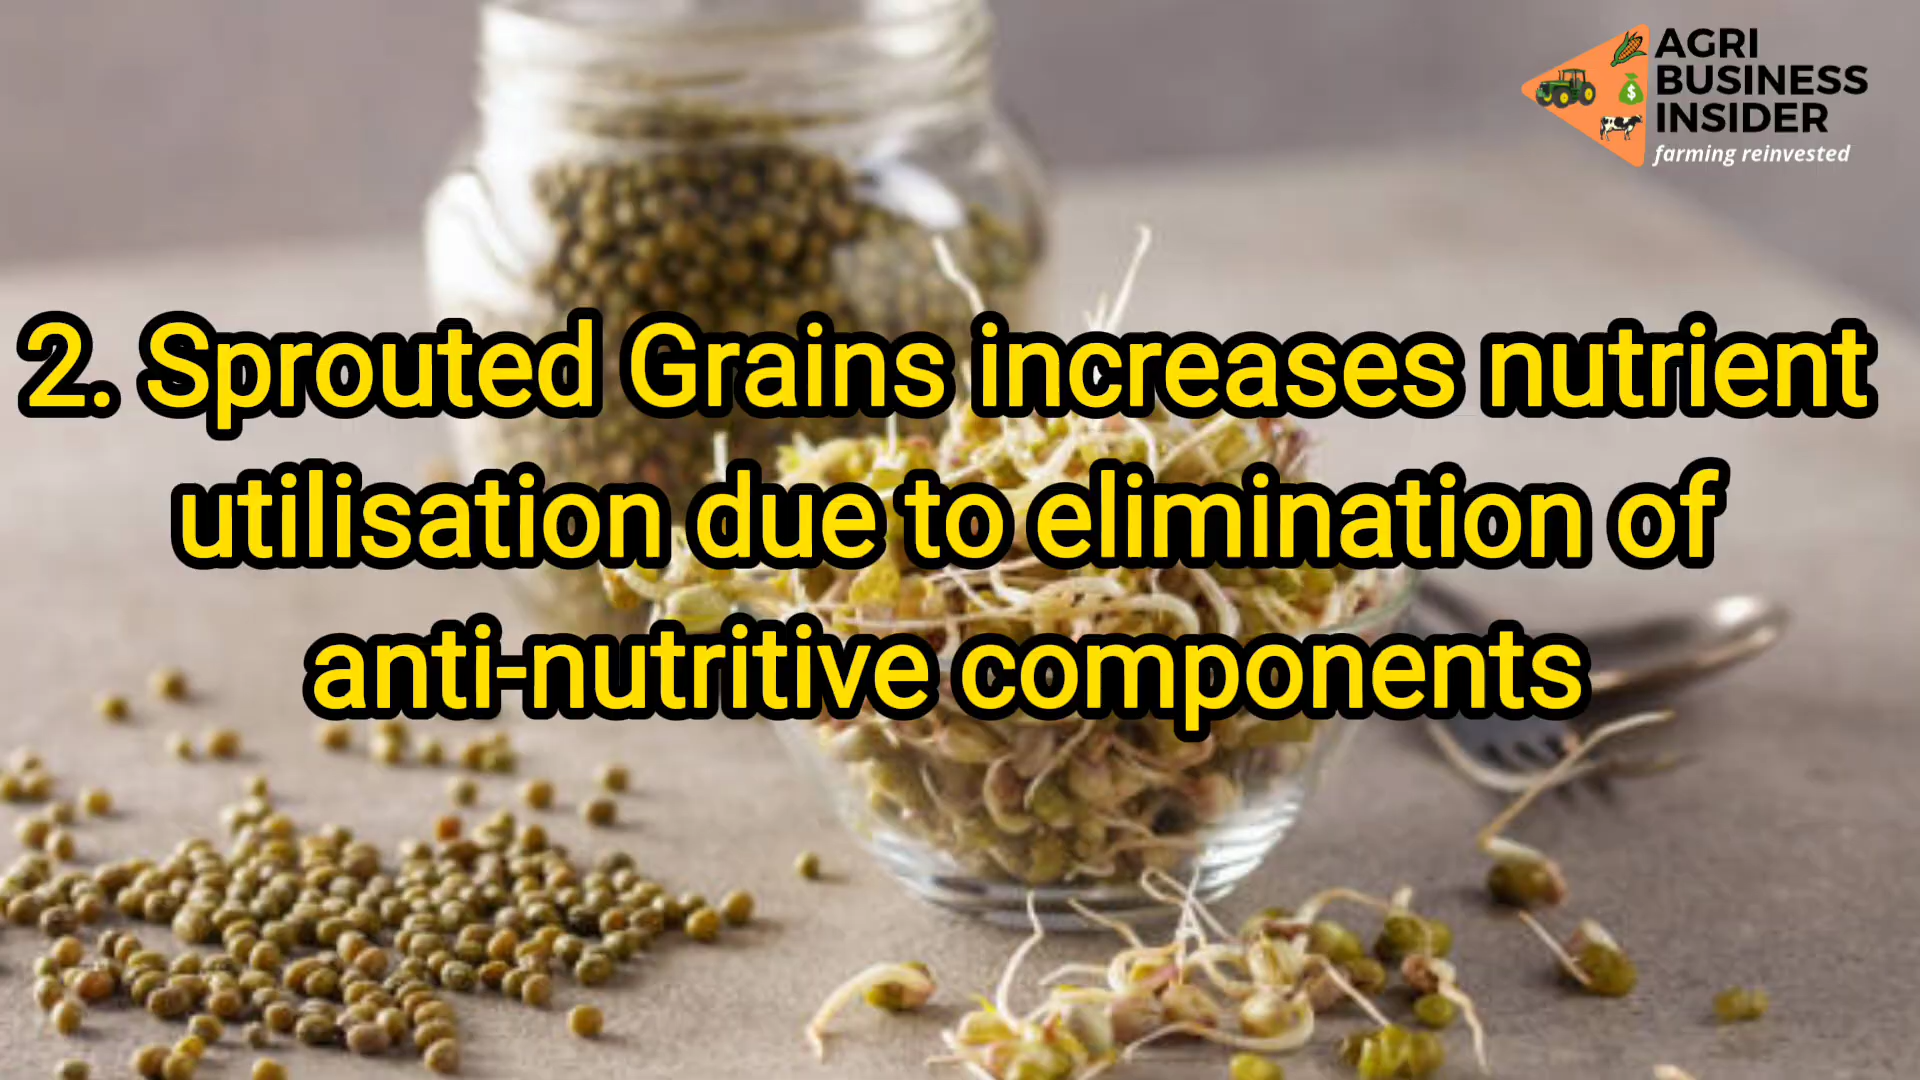 AGRI
BUSINESS
INSIDER
farming reinvested
2. Sprouted Grains increases nutrient
utilisation due to elimination of
anti-nutritive components